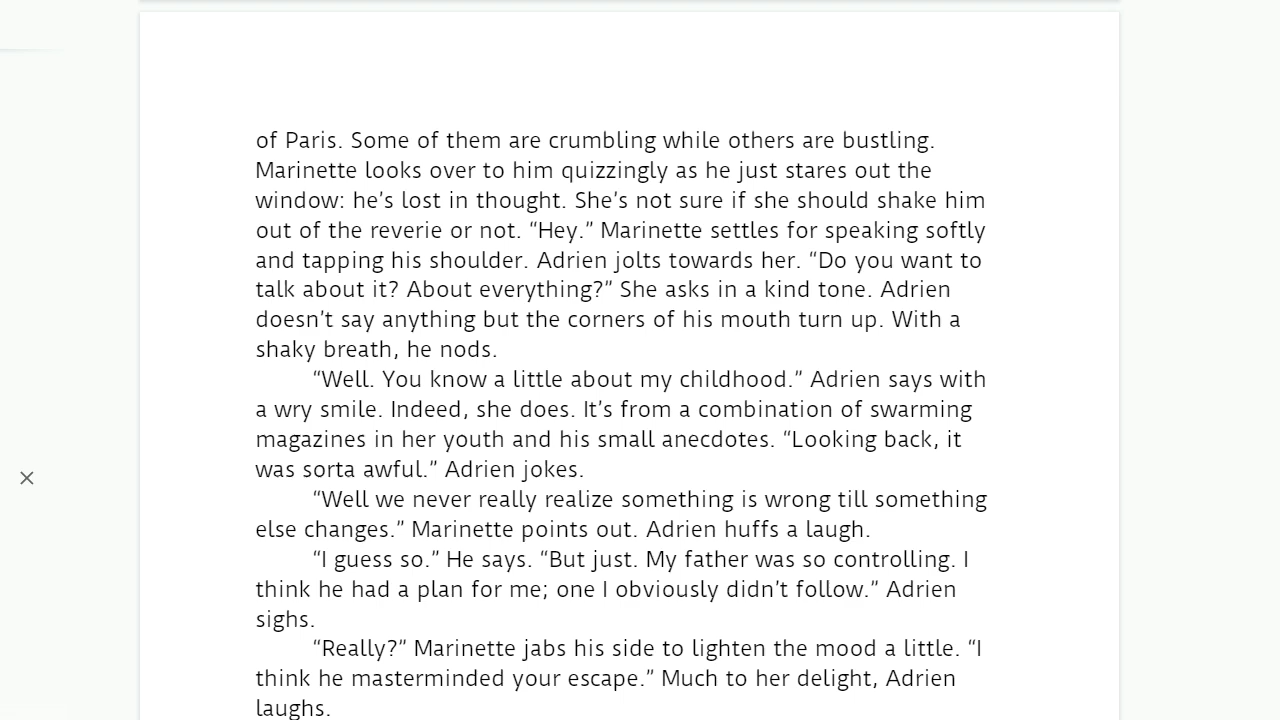 of Paris. Some of them are crumbling while others are bustling.
Marinette looks over to him quizzingly as he just stares out the
window: he’s lost in thought. She’s not sure if she should shake him
out of the reverie or not. “Hey.” Marinette settles for speaking softly
and tapping his shoulder. Adrien jolts towards her. “Do you want to
talk about it? About everything?” She asks in a kind tone. Adrien
doesn’t say anything but the corners of his mouth turn up. With a
shaky breath, he nods.
“Well. You know a little about my childhood.” Adrien says with
a wry smile. Indeed, she does. It’s from a combination of swarming
magazines in her youth and his small anecdotes. “Looking back, it
was sorta awful.” Adrien jokes.
“Well we never really realize something is wrong till something
else changes.” Marinette points out. Adrien huffs a laugh.
“I guess so.” He says. “But just. My father was so controlling. I
think he had a plan for me; one I obviously didn’t follow.” Adrien
sighs.
“Really?” Marinette jabs his side to lighten the mood a little. “I
think he masterminded your escape.” Much to her delight, Adrien
laughs.